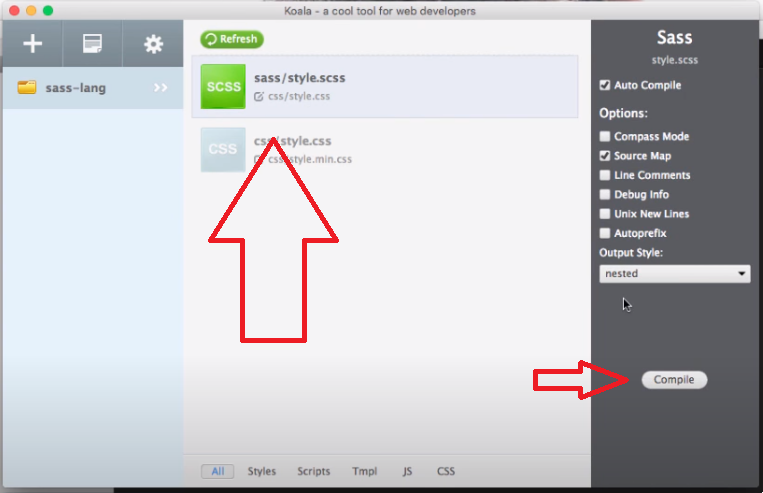 Koala - a cool tool for web developers
sass-lang
Refresh
SCSS
sass/style.scss
css/style.css
CSS
css/style.css
css/style.min.css
All Styles Scripts Tmpl JS CSS
Sass
style.scss
Auto Compile
Options:
Compass Mode
Source Map
Line Comments
Debug Info
Unix New Lines
Autoprefix
Output Style:
nested
Compile